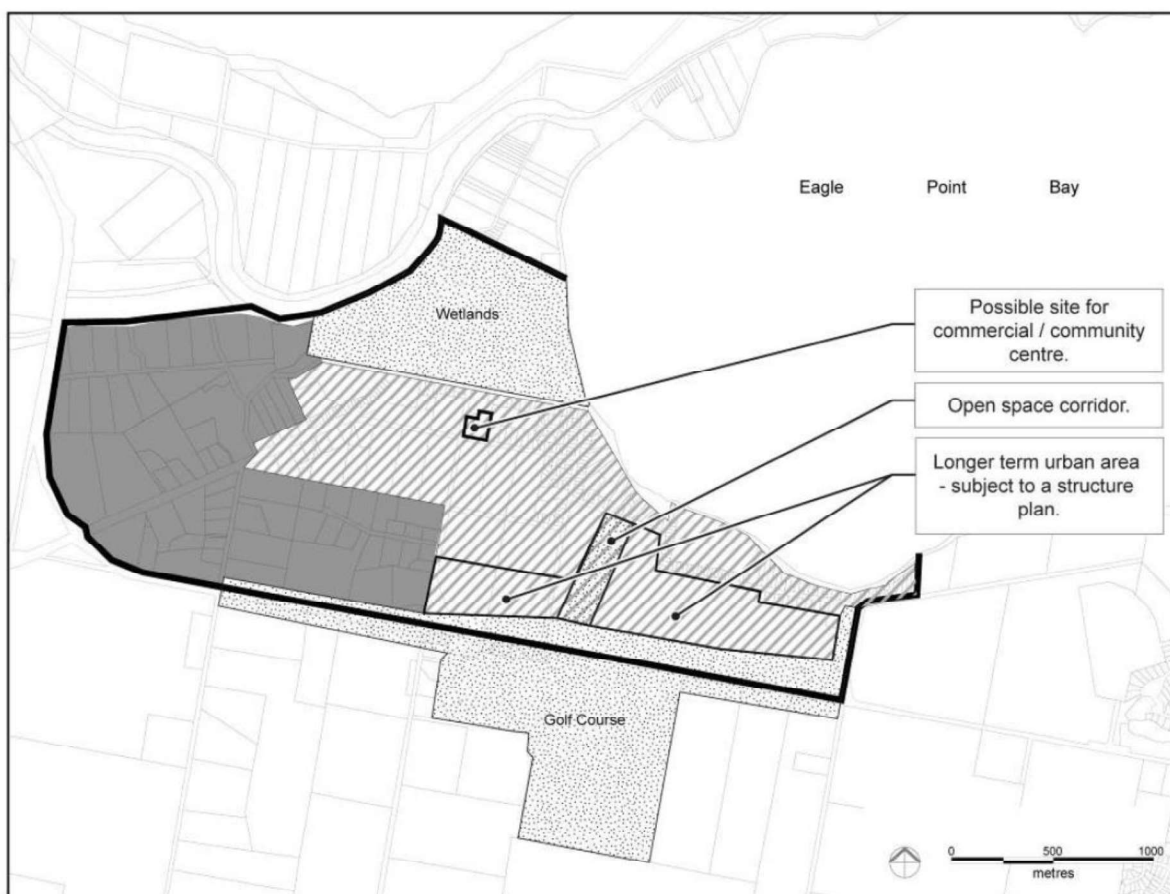 Eagle Point Bay
Wetlands
Possible site for
commercial / community
centre.
Open space corridor.
Longer term urban area
- subject to a structure
plan.
Golf Course
0 500 1000
metres